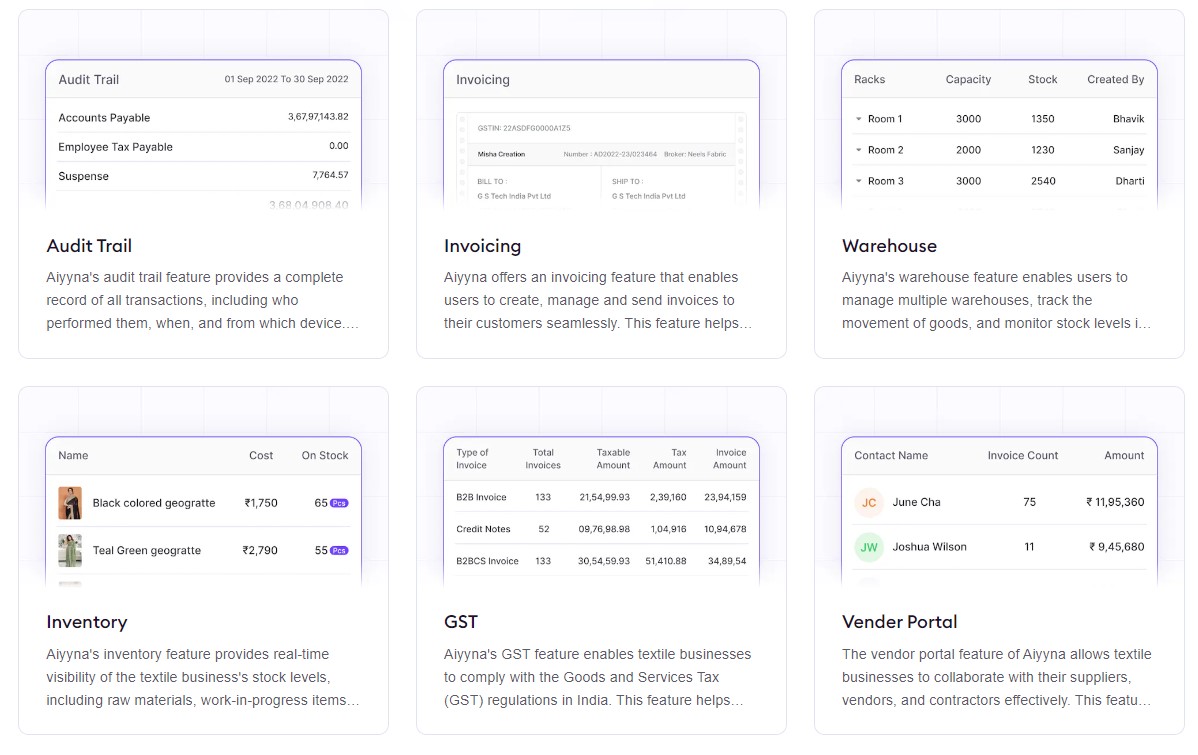 Audit Trail 01 Sep 2022 To 30 Sep 2022
Accounts Payable 3,67,97,143.82
Employee Tax Payable 0.00
Suspense 7,764.57
3,68,04,908.40
Audit Trail
Aiyyna's audit trail feature provides a complete
record of all transactions, including who
performed them, when, and from which device....
Invoicing
GSTIN: 22ASDFG0000A1Z5
Misha Creation Number : AD2022-23/023464 Broker: Neels Fabric
BILL TO : SHIP TO :
G S Tech India Pvt Ltd G S Tech India Pvt Ltd
Invoicing
Aiyyna offers an invoicing feature that enables
users to create, manage and send invoices to
their customers seamlessly. This feature helps...
Racks Capacity Stock Created By
Room 1 3000 1350 Bhavik
Room 2 2000 1230 Sanjay
Room 3 3000 2540 Dharti
Warehouse
Aiyyna's warehouse feature enables users to
manage multiple warehouses, track the
movement of goods, and monitor stock levels i...
Name Cost On Stock
Black colored geogratte ₹1,750 65 Pcs
Teal Green geogratte ₹2,790 55 Pcs
Inventory
Aiyyna's inventory feature provides real-time
visibility of the textile business's stock levels,
including raw materials, work-in-progress items...
Type of Total Taxable Tax Invoice
Invoice Invoices Amount Amount Amount
B2B Invoice 133 21,54,99.93 2,39,160 23,94,159
Credit Notes 52 09,76,98.98 1,04,916 10,94,678
B2BCS Invoice 133 30,54,59.93 51,410.88 34,89,54
GST
Aiyyna's GST feature enables textile businesses
to comply with the Goods and Services Tax
(GST) regulations in India. This feature helps...
Contact Name Invoice Count Amount
JC June Cha 75 ₹ 11,95,360
JW Joshua Wilson 11 ₹ 9,45,680
Vender Portal
The vendor portal feature of Aiyyna allows textile
businesses to collaborate with their suppliers,
vendors, and contractors effectively. This featu...